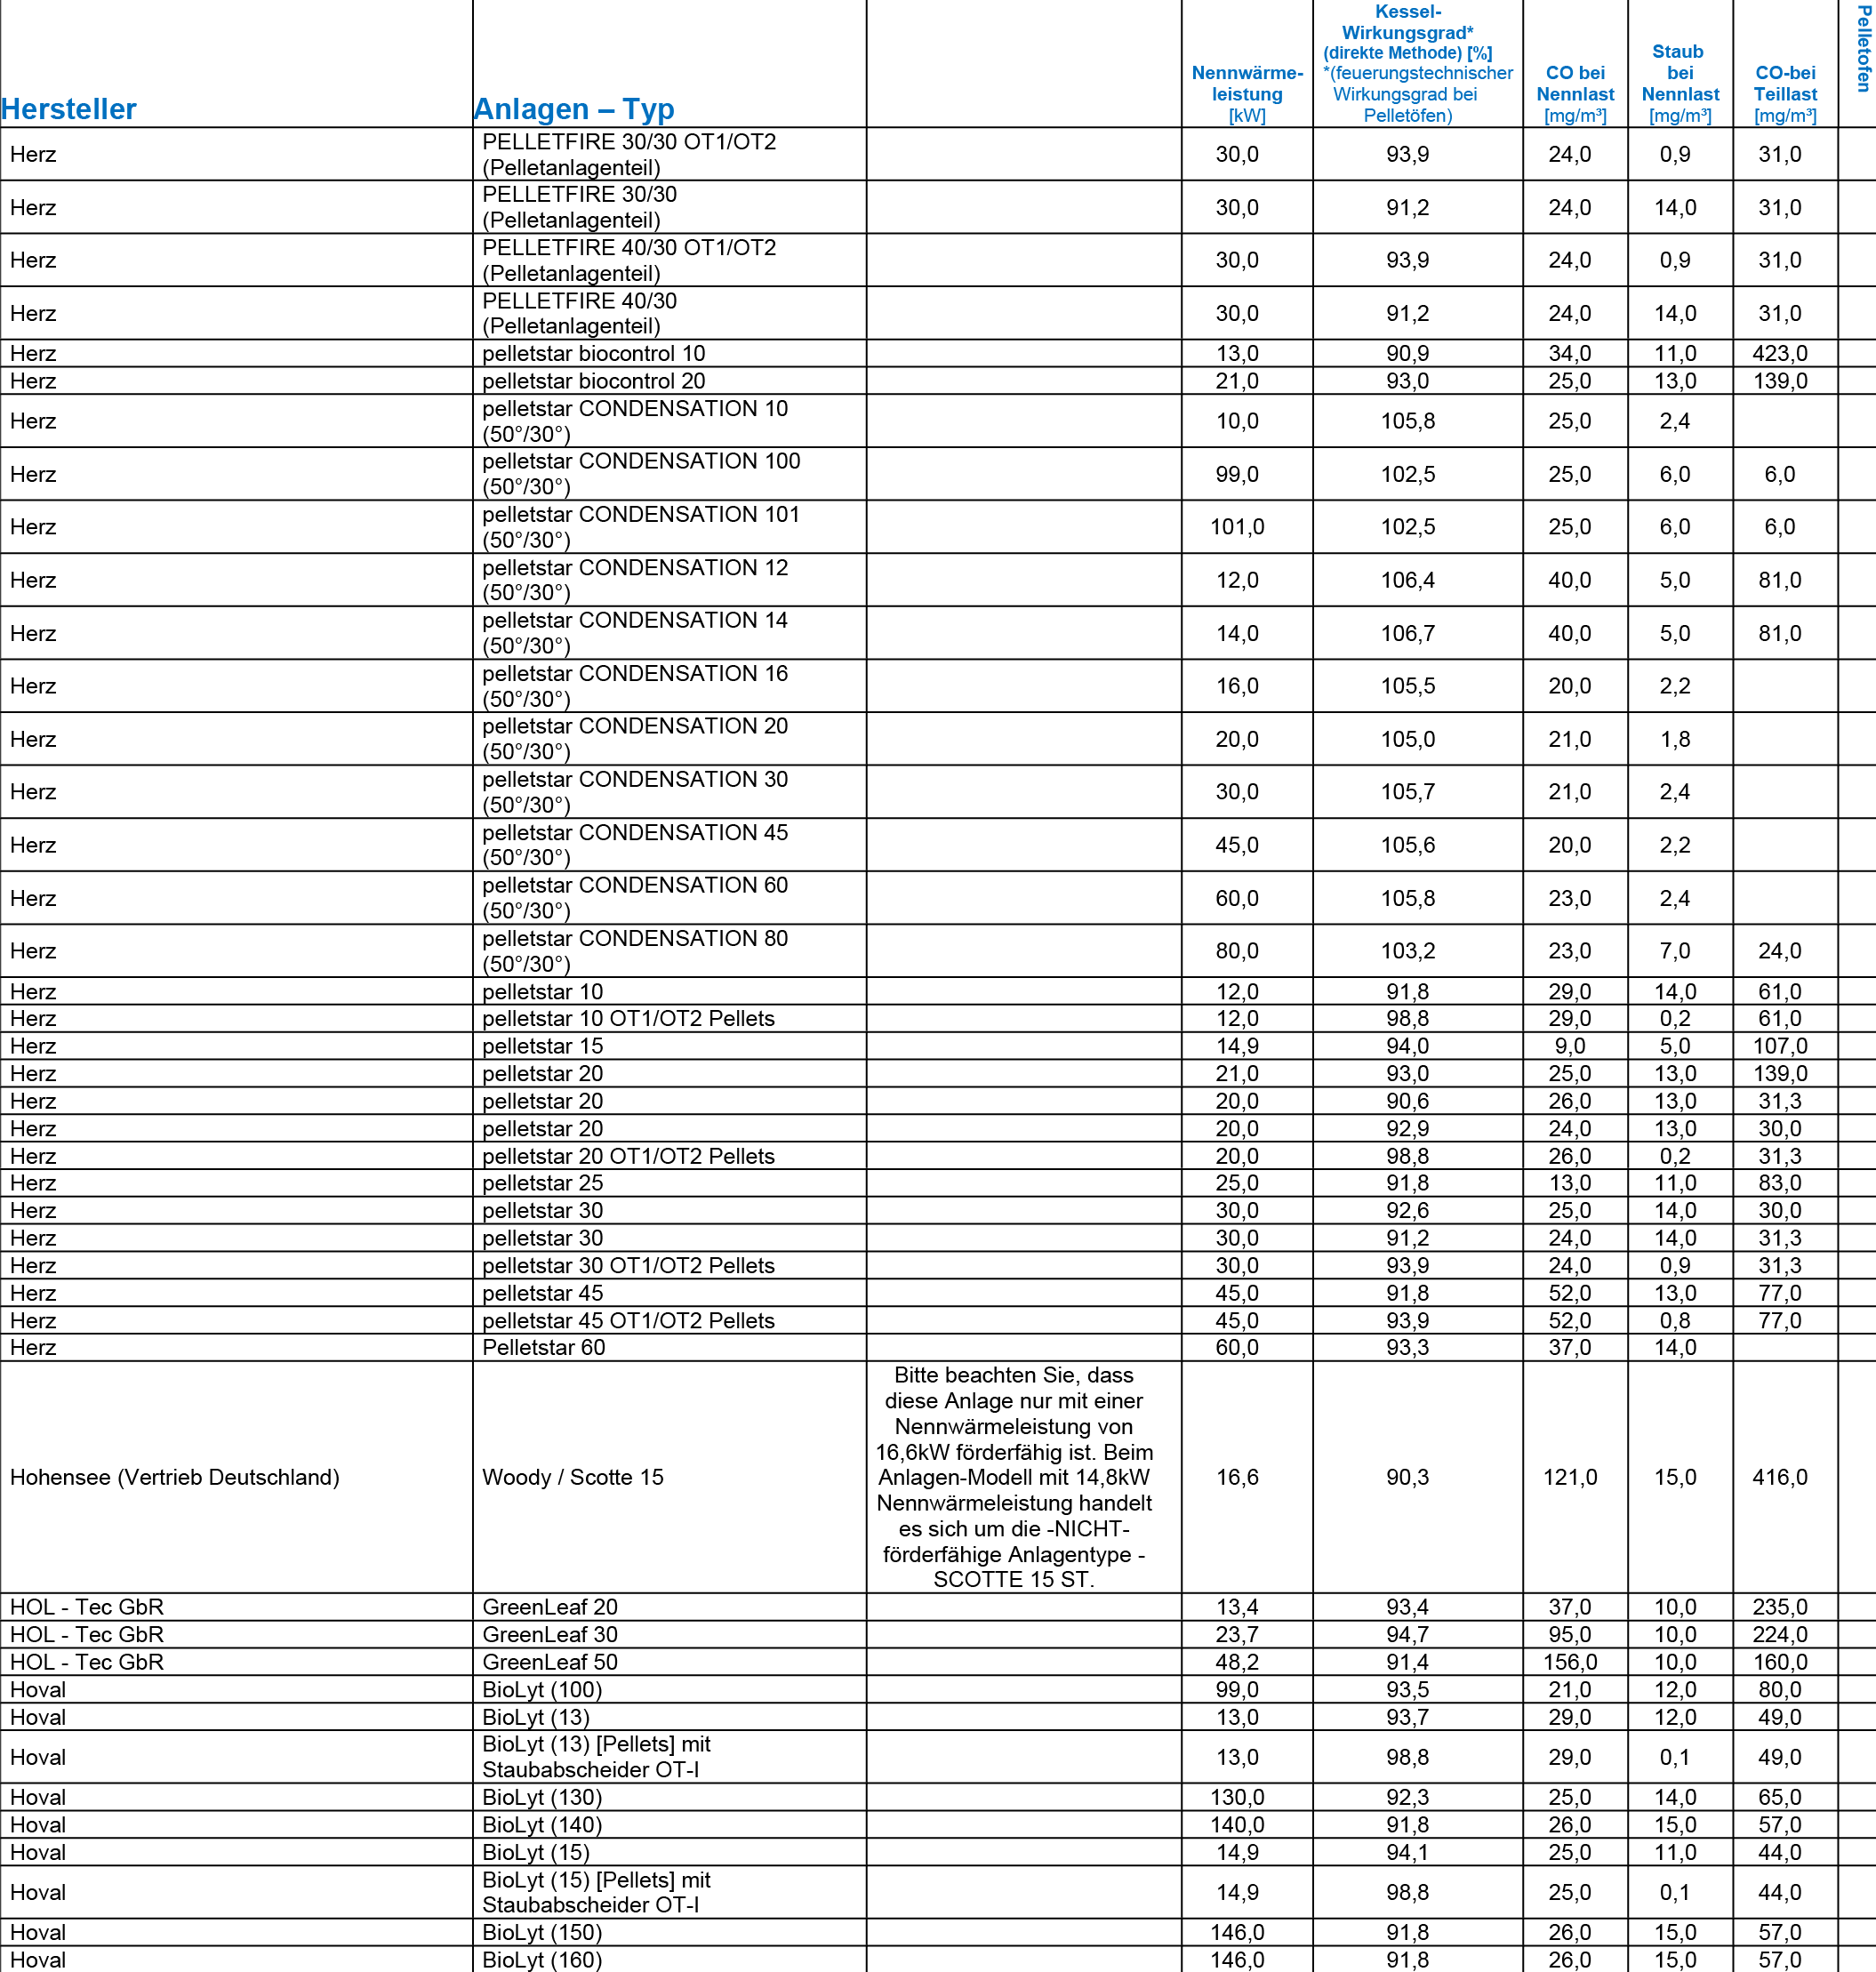 Hersteller Anlagen – Typ Nennwärme-leistung [kW] Kessel-Wirkungsgrad* (direkte Methode) [%] *(feuerungstechnischer Wirkungsgrad bei Pelletöfen) CO bei Nennlast [mg/m³] Staub bei Nennlast [mg/m³] CO-bei Teillast [mg/m³] Pelletofen
Herz PELLETFIRE 30/30 OT1/OT2 (Pelletanlagenteil) 30,0 93,9 24,0 0,9 31,0
Herz PELLETFIRE 30/30 (Pelletanlagenteil) 30,0 91,2 24,0 14,0 31,0
Herz PELLETFIRE 40/30 OT1/OT2 (Pelletanlagenteil) 30,0 93,9 24,0 0,9 31,0
Herz PELLETFIRE 40/30 (Pelletanlagenteil) 30,0 91,2 24,0 14,0 31,0
Herz pelletstar biocontrol 10 13,0 90,9 34,0 11,0 423,0
Herz pelletstar biocontrol 20 21,0 93,0 25,0 13,0 139,0
Herz pelletstar CONDENSATION 10 (50°/30°) 10,0 105,8 25,0 2,4
Herz pelletstar CONDENSATION 100 (50°/30°) 99,0 102,5 25,0 6,0 6,0
Herz pelletstar CONDENSATION 101 (50°/30°) 101,0 102,5 25,0 6,0 6,0
Herz pelletstar CONDENSATION 12 (50°/30°) 12,0 106,4 40,0 5,0 81,0
Herz pelletstar CONDENSATION 14 (50°/30°) 14,0 106,7 40,0 5,0 81,0
Herz pelletstar CONDENSATION 16 (50°/30°) 16,0 105,5 20,0 2,2
Herz pelletstar CONDENSATION 20 (50°/30°) 20,0 105,0 21,0 1,8
Herz pelletstar CONDENSATION 30 (50°/30°) 30,0 105,7 21,0 2,4
Herz pelletstar CONDENSATION 45 (50°/30°) 45,0 105,6 20,0 2,2
Herz pelletstar CONDENSATION 60 (50°/30°) 60,0 105,8 23,0 2,4
Herz pelletstar CONDENSATION 80 (50°/30°) 80,0 103,2 23,0 7,0 24,0
Herz pelletstar 10 12,0 91,8 29,0 14,0 61,0
Herz pelletstar 10 OT1/OT2 Pellets 12,0 98,8 29,0 0,2 61,0
Herz pelletstar 15 14,9 94,0 9,0 5,0 107,0
Herz pelletstar 20 21,0 93,0 25,0 13,0 139,0
Herz pelletstar 20 20,0 90,6 26,0 13,0 31,3
Herz pelletstar 20 20,0 92,9 24,0 13,0 30,0
Herz pelletstar 20 OT1/OT2 Pellets 20,0 98,8 26,0 0,2 31,3
Herz pelletstar 25 25,0 91,8 13,0 11,0 83,0
Herz pelletstar 30 30,0 92,6 25,0 14,0 30,0
Herz pelletstar 30 30,0 91,2 24,0 14,0 31,3
Herz pelletstar 30 OT1/OT2 Pellets 30,0 93,9 24,0 0,9 31,3
Herz pelletstar 45 45,0 91,8 52,0 13,0 77,0
Herz pelletstar 45 OT1/OT2 Pellets 45,0 93,9 52,0 0,8 77,0
Herz Pelletstar 60 60,0 93,3 37,0 14,0
Hohensee (Vertrieb Deutschland) Woody / Scotte 15 Bitte beachten Sie, dass diese Anlage nur mit einer Nennwärmeleistung von 16,6kW förderfähig ist. Beim Anlagen-Modell mit 14,8kW Nennwärmeleistung handelt es sich um die -NICHT- förderfähige Anlagentype - SCOTTE 15 ST. 16,6 90,3 121,0 15,0 416,0
HOL - Tec GbR GreenLeaf 20 13,4 93,4 37,0 10,0 235,0
HOL - Tec GbR GreenLeaf 30 23,7 94,7 95,0 10,0 224,0
HOL - Tec GbR GreenLeaf 50 48,2 91,4 156,0 10,0 160,0
Hoval BioLyt (100) 99,0 93,5 21,0 12,0 80,0
Hoval BioLyt (13) 13,0 93,7 29,0 12,0 49,0
Hoval BioLyt (13) [Pellets] mit Staubabscheider OT-I 13,0 98,8 29,0 0,1 49,0
Hoval BioLyt (130) 130,0 92,3 25,0 14,0 65,0
Hoval BioLyt (140) 140,0 91,8 26,0 15,0 57,0
Hoval BioLyt (15) 14,9 94,1 25,0 11,0 44,0
Hoval BioLyt (15) [Pellets] mit Staubabscheider OT-I 14,9 98,8 25,0 0,1 44,0
Hoval BioLyt (150) 146,0 91,8 26,0 15,0 57,0
Hoval BioLyt (160) 146,0 91,8 26,0 15,0 57,0